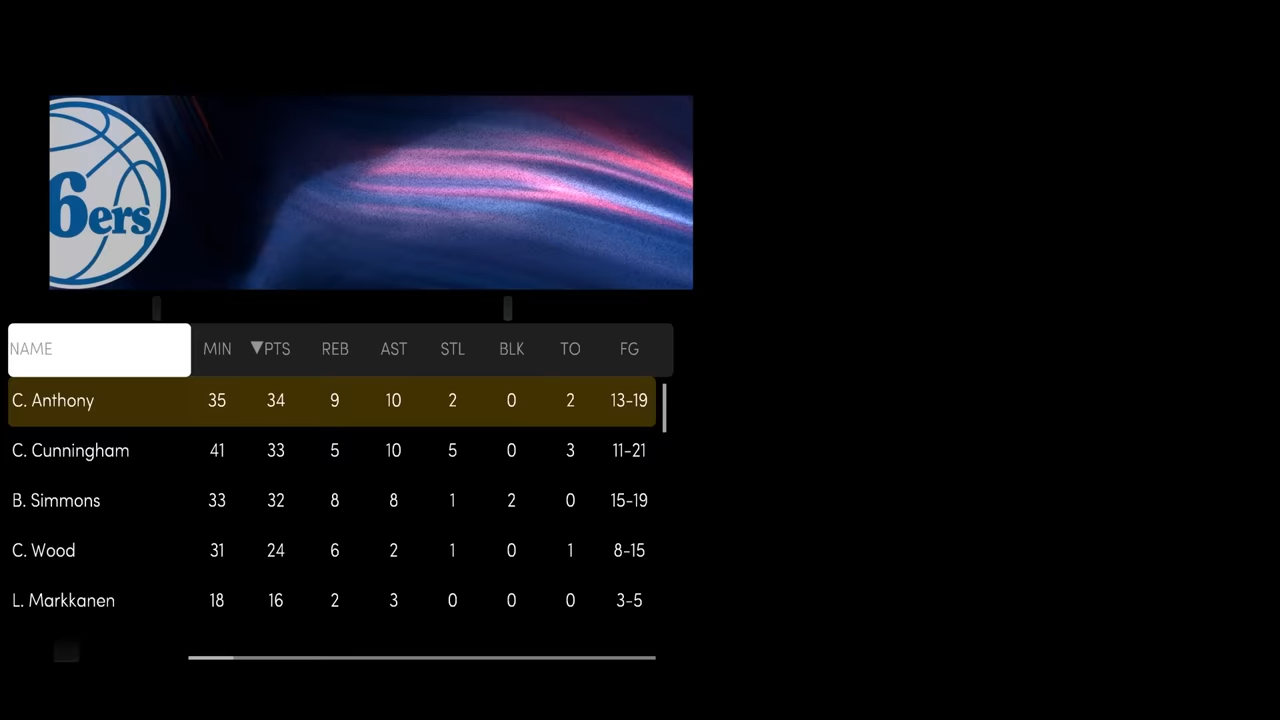 6ers
NAME MIN ▼PTS REB AST STL BLK TO FG
C. Anthony 35 34 9 10 2 0 2 13-19
C. Cunningham 41 33 5 10 5 0 3 11-21
B. Simmons 33 32 8 8 1 2 0 15-19
C. Wood 31 24 6 2 1 0 1 8-15
L. Markkanen 18 16 2 3 0 0 0 3-5